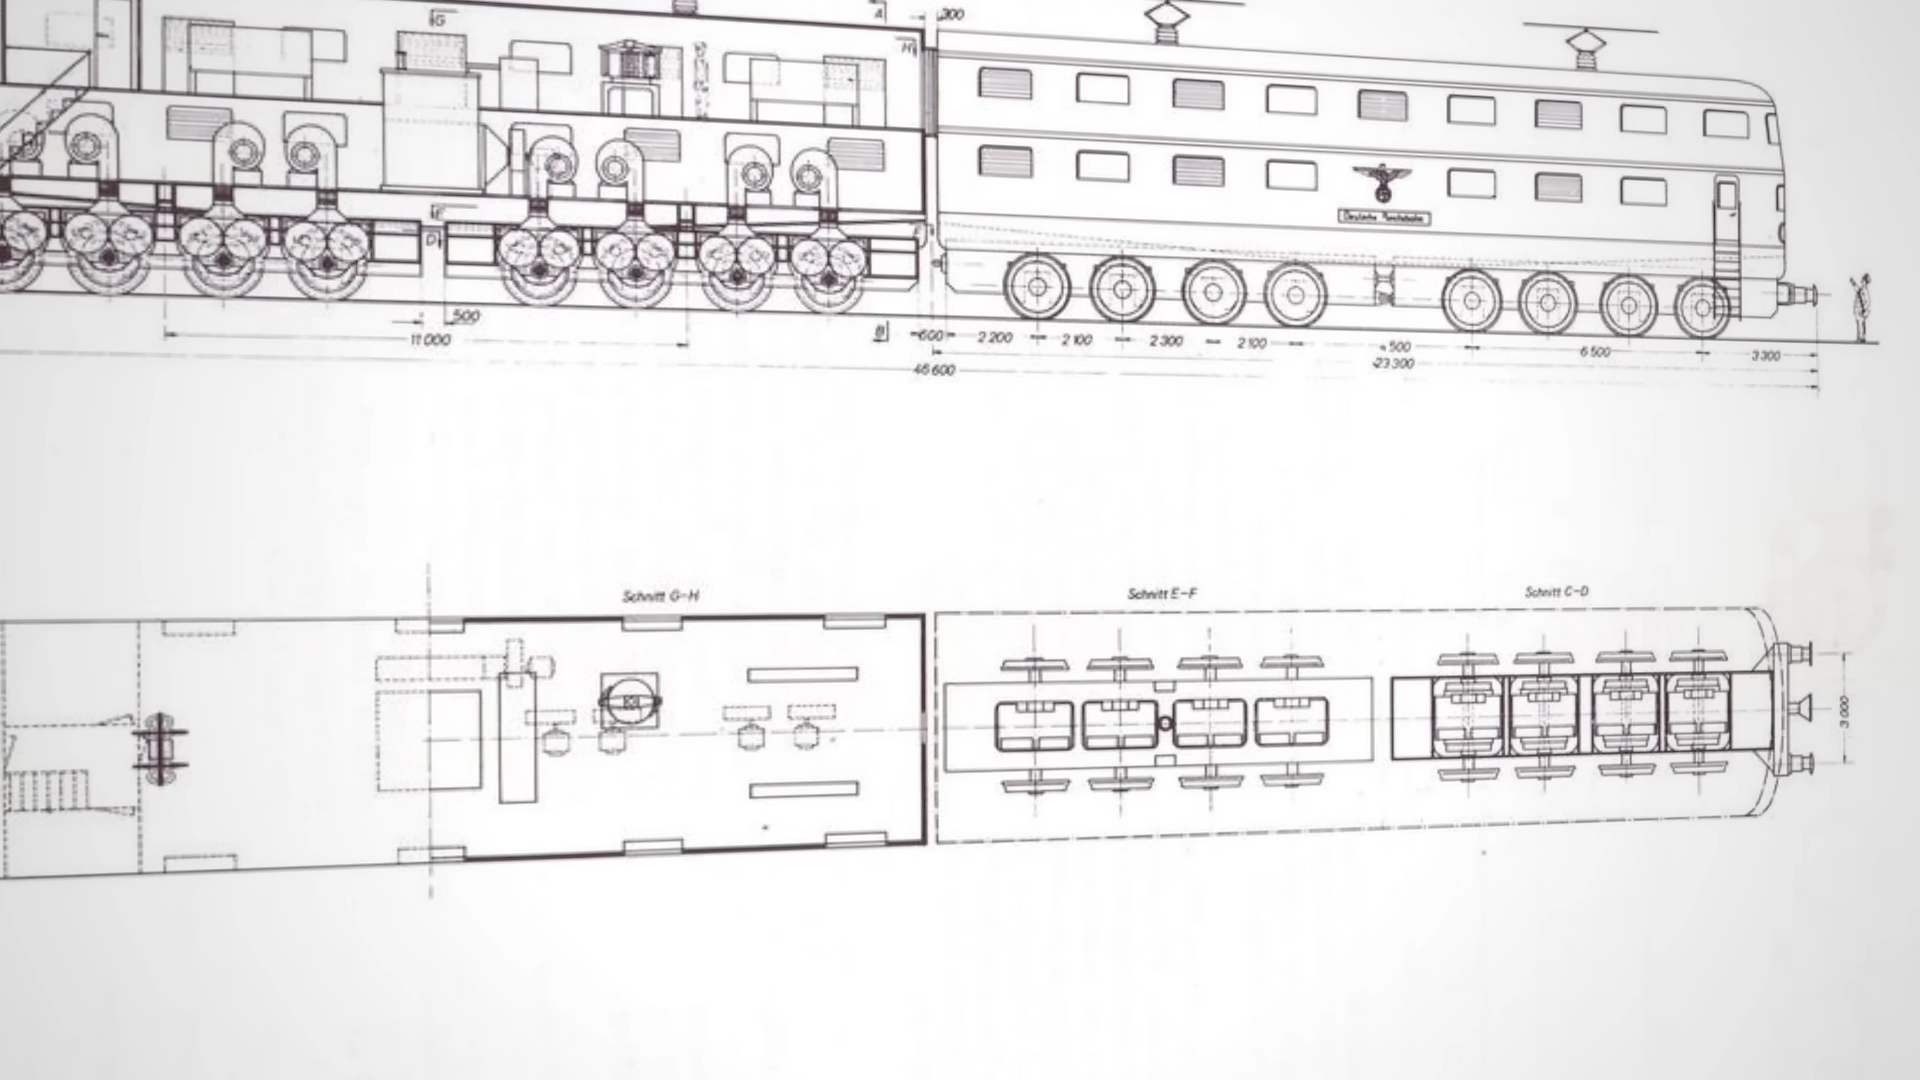 G
A
300
H
Deutsche Reichsbahn
F
D
500
11 000
B
600
2 200
2 100
2 300
2 100
500
6 500
3 300
23 300
46 600
Schnitt G-H
Schnitt E-F
Schnitt C-D
3 000